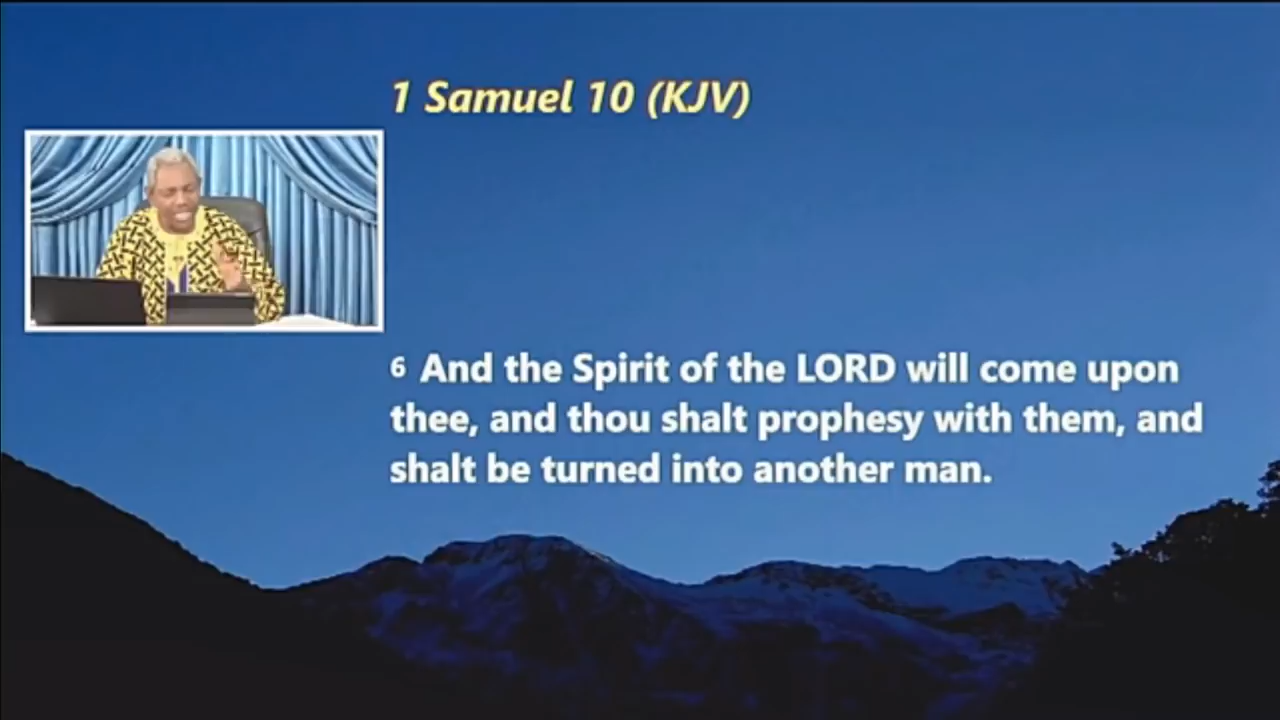 1 Samuel 10 (KJV)
6 And the Spirit of the LORD will come upon
thee, and thou shalt prophesy with them, and
shalt be turned into another man.